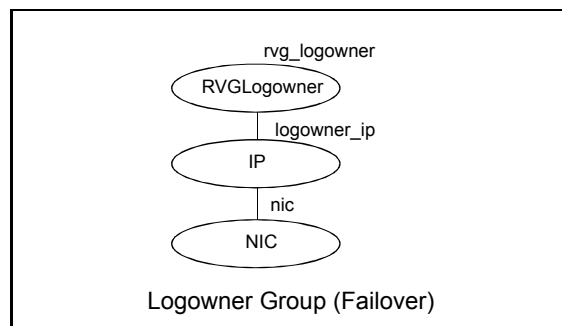 rvg_logowner
RVGLogowner
logowner_ip
IP
nic
NIC
Logowner Group (Failover)